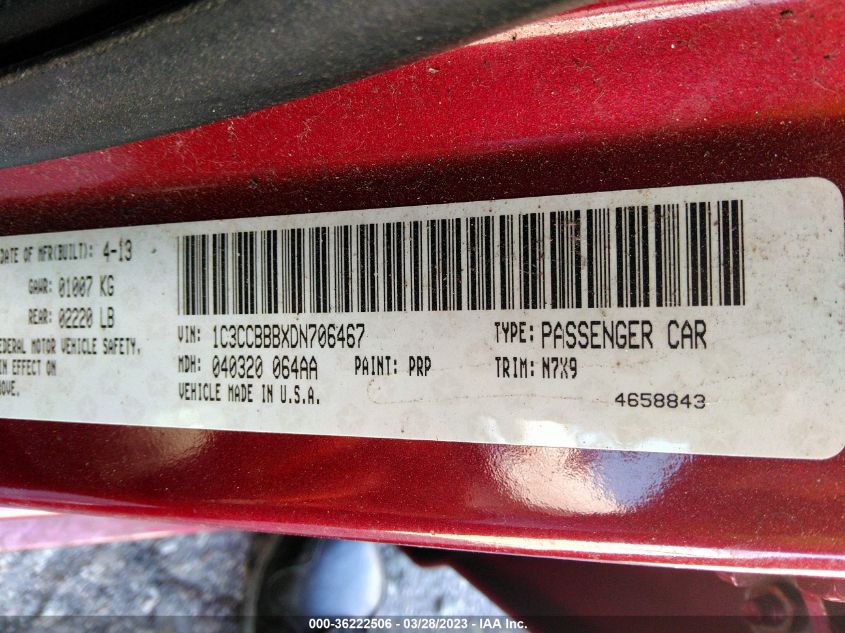 DATE OF MFR(BUILT): 4-13
GAWR: 01007 KG
REAR: 02220 LB
EDERAL MOTOR VEHICLE SAFETY,
IN EFFECT ON
OVE.
VIN: 1C3CCBBBXDN706467 TYPE: PASSENGER CAR
MDH: 040320 064AA PAINT: PRP TRIM: N7X9
VEHICLE MADE IN U.S.A. 4658843
000-36222506 - 03/28/2023 - IAA Inc.